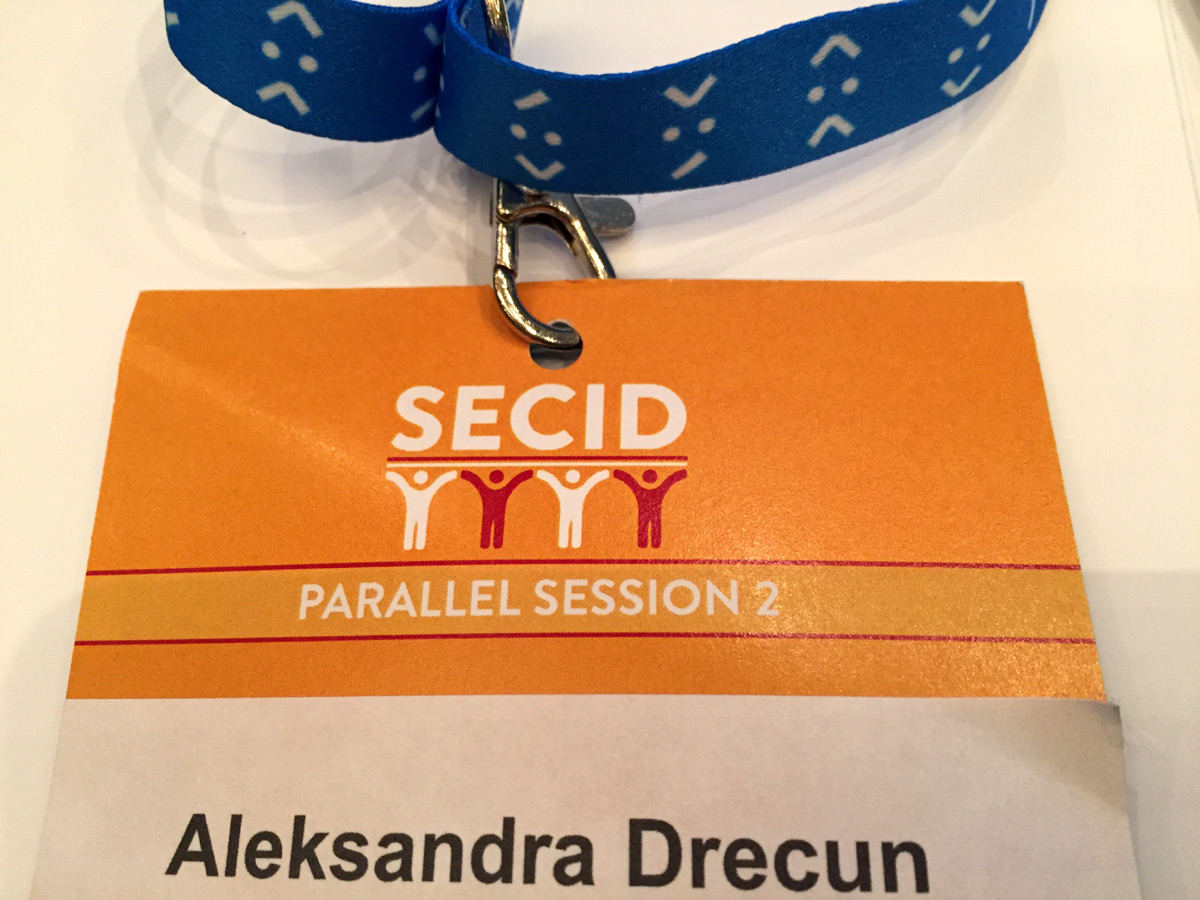 SECID
PARALLEL SESSION 2
Aleksandra Drecun